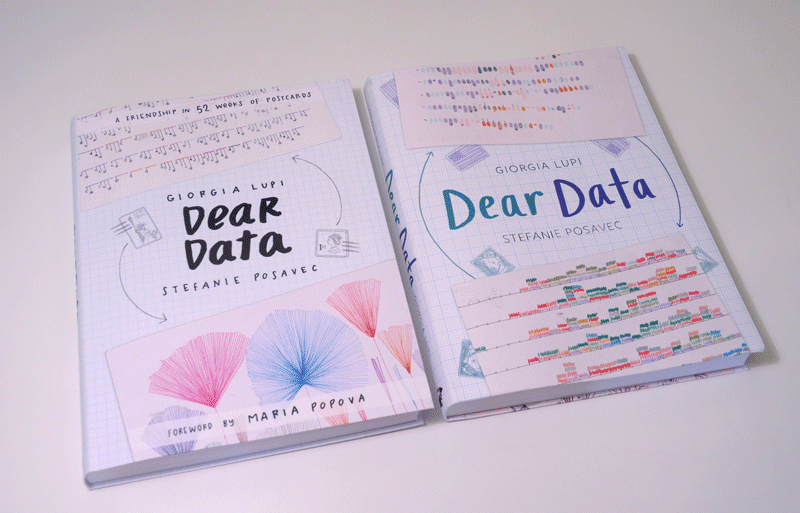 A FRIENDSHIP IN 52 WEEKS OF POSTCARDS
GIORGIA LUPI
DEAR
DATA
STEFANIE POSAVEC
FOREWORD BY MARIA POPOVA
GIORGIA LUPI
Dear Data
STEFANIE POSAVEC
Dear Data